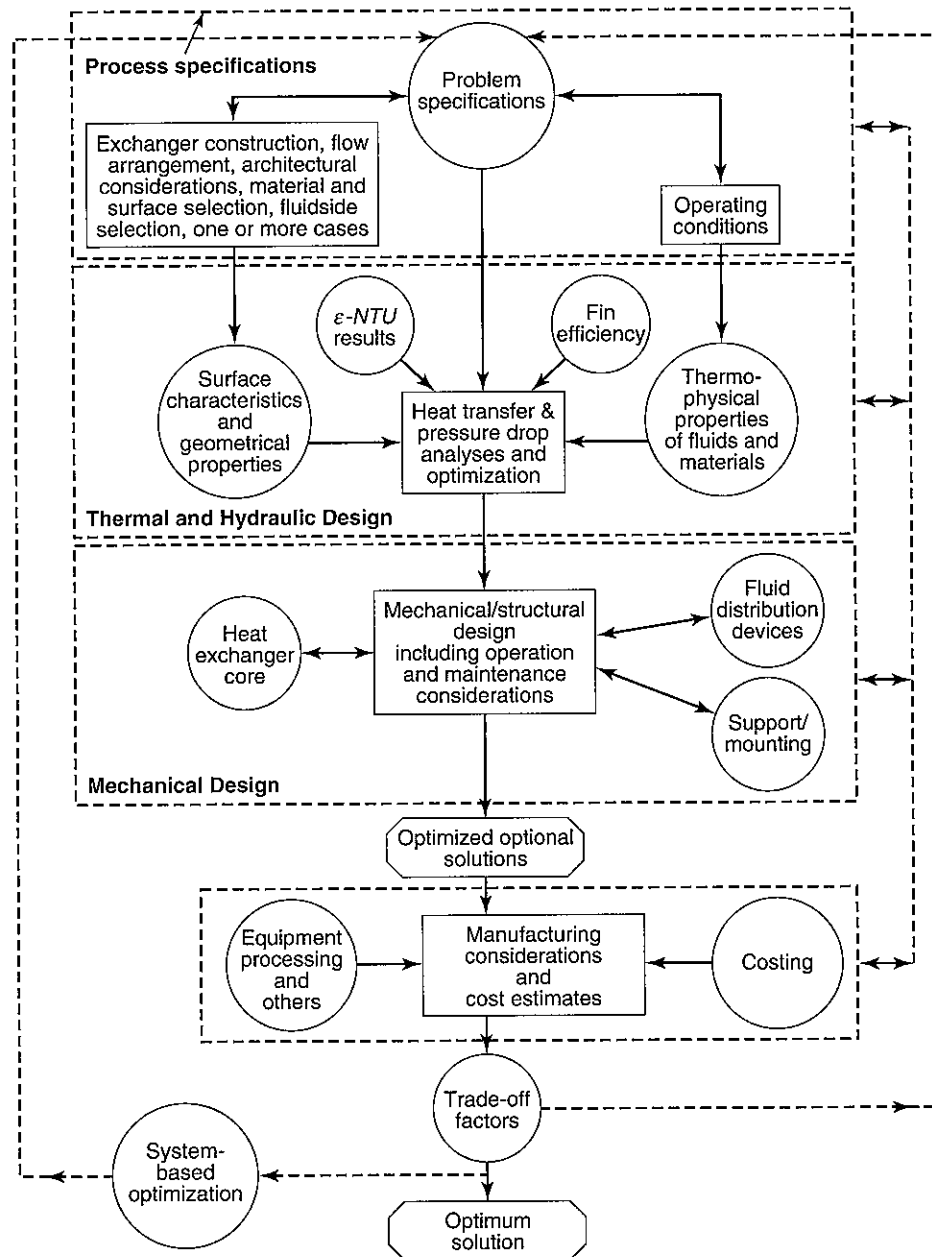 Process specifications
Problem
specifications
Exchanger construction, flow
arrangement, architectural
considerations, material and
surface selection, fluidside
selection, one or more cases
Operating
conditions
ε-NTU
results
Fin
efficiency
Surface
characteristics
and
geometrical
properties
Heat transfer &
pressure drop
analyses and
optimization
Thermo-
physical
properties
of fluids and
materials
Thermal and Hydraulic Design
Heat
exchanger
core
Mechanical/structural
design
including operation
and maintenance
considerations
Fluid
distribution
devices
Support/
mounting
Mechanical Design
Optimized optional
solutions
Equipment
processing
and
others
Manufacturing
considerations
and
cost estimates
Costing
Trade-off
factors
System-
based
optimization
Optimum
solution